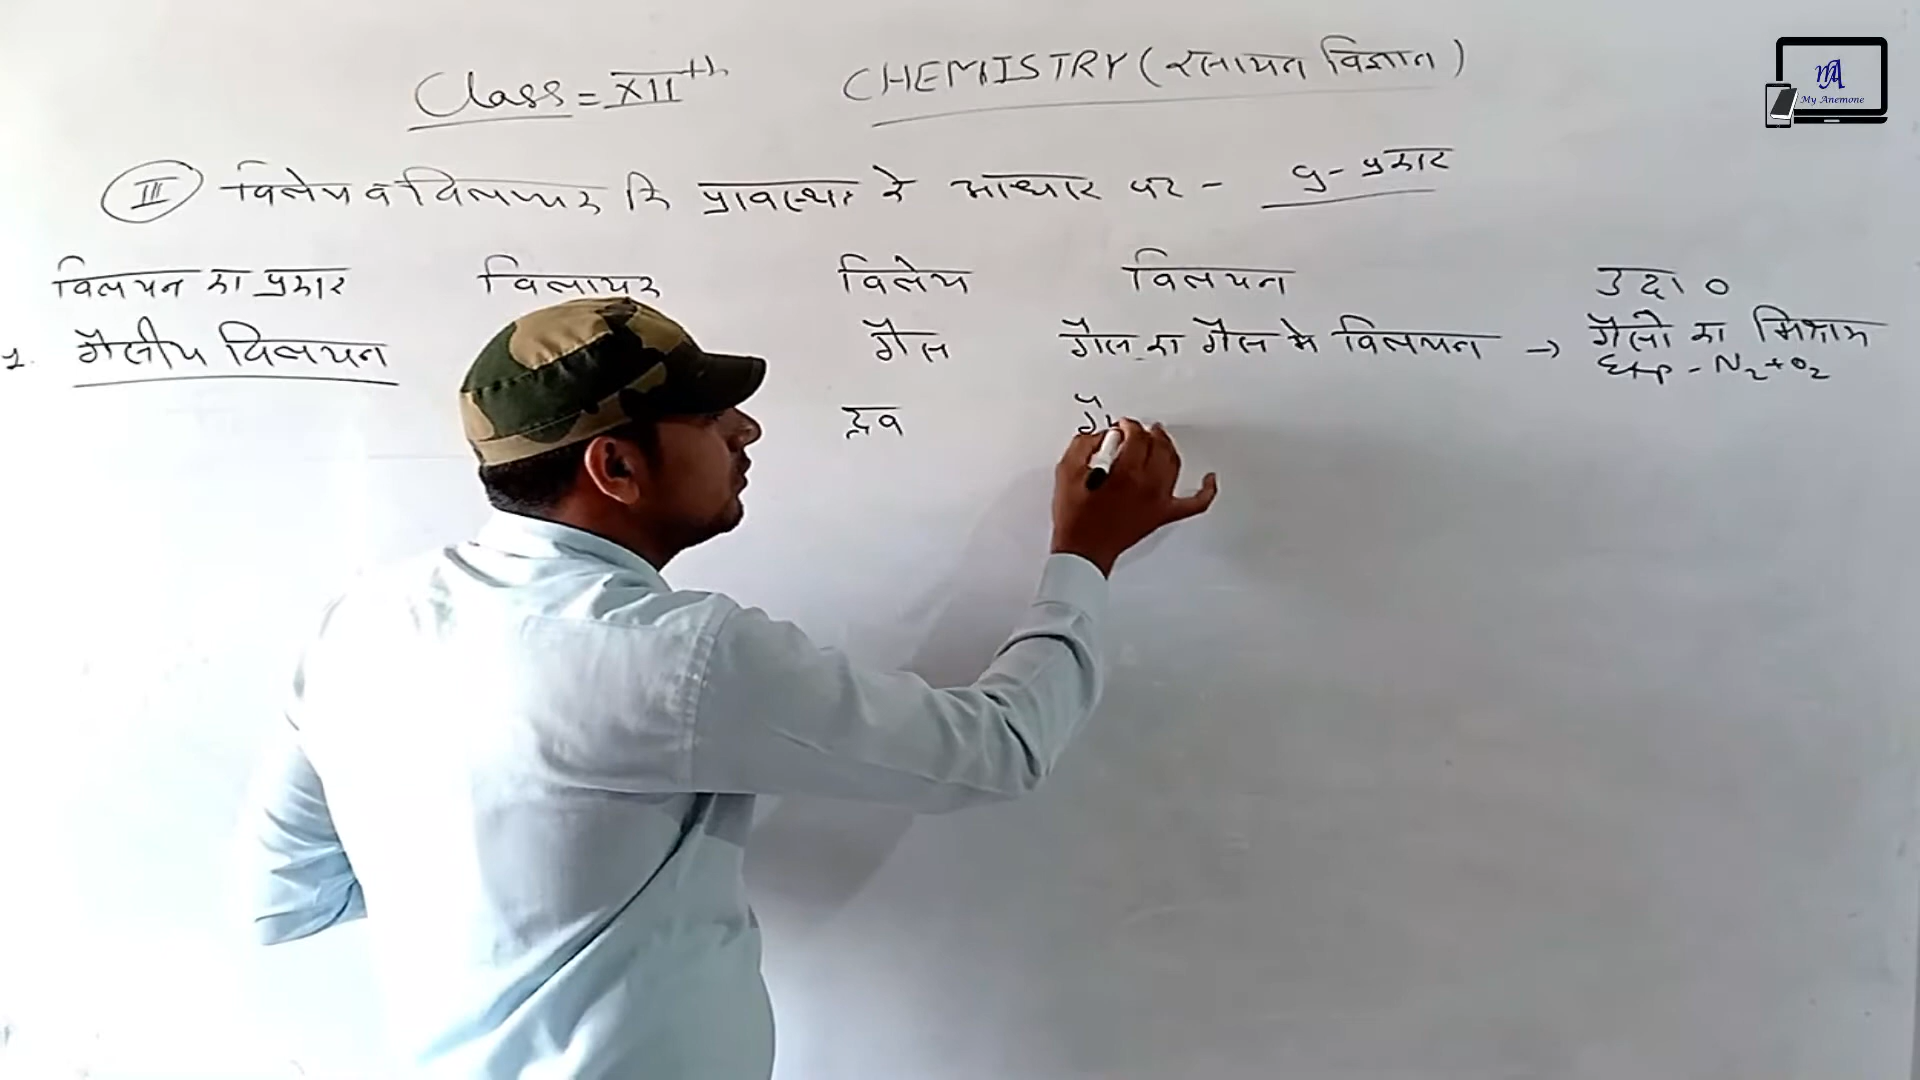 Class = XIIth CHEMISTRY (रसायन विज्ञान)
MA
My Anemone
III विलेय व विलायक कि प्रावस्था के आधार पर - 9 - प्रकार
विलयन का प्रकार विलायक विलेय विलयन उदा०
1. गैसीय विलयन गैस गैस का गैस मे विलयन → गैसो का मिश्रण
Exp - N₂+O₂
द्रव गै